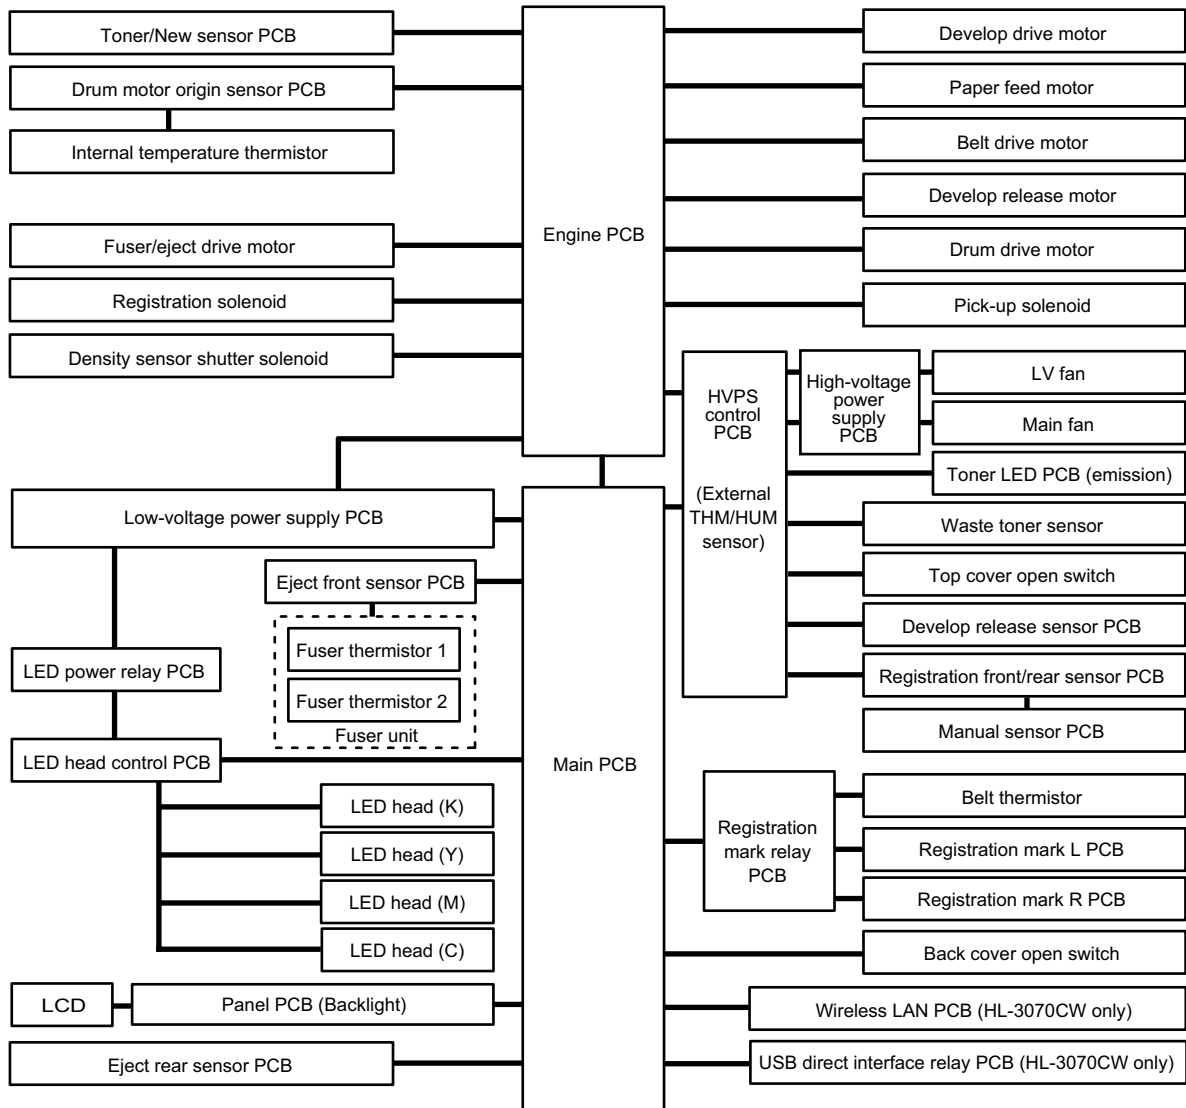 Toner/New sensor PCB
Drum motor origin sensor PCB
Internal temperature thermistor
Fuser/eject drive motor
Registration solenoid
Density sensor shutter solenoid
Engine PCB
Develop drive motor
Paper feed motor
Belt drive motor
Develop release motor
Drum drive motor
Pick-up solenoid
HVPS
control
PCB
(External
THM/HUM
sensor)
High-voltage
power
supply
PCB
LV fan
Main fan
Toner LED PCB (emission)
Waste toner sensor
Top cover open switch
Develop release sensor PCB
Registration front/rear sensor PCB
Manual sensor PCB
Low-voltage power supply PCB
Eject front sensor PCB
Fuser thermistor 1
Fuser thermistor 2
Fuser unit
LED power relay PCB
LED head control PCB
LED head (K)
LED head (Y)
LED head (M)
LED head (C)
LCD
Panel PCB (Backlight)
Eject rear sensor PCB
Main PCB
Registration
mark relay
PCB
Belt thermistor
Registration mark L PCB
Registration mark R PCB
Back cover open switch
Wireless LAN PCB (HL-3070CW only)
USB direct interface relay PCB (HL-3070CW only)